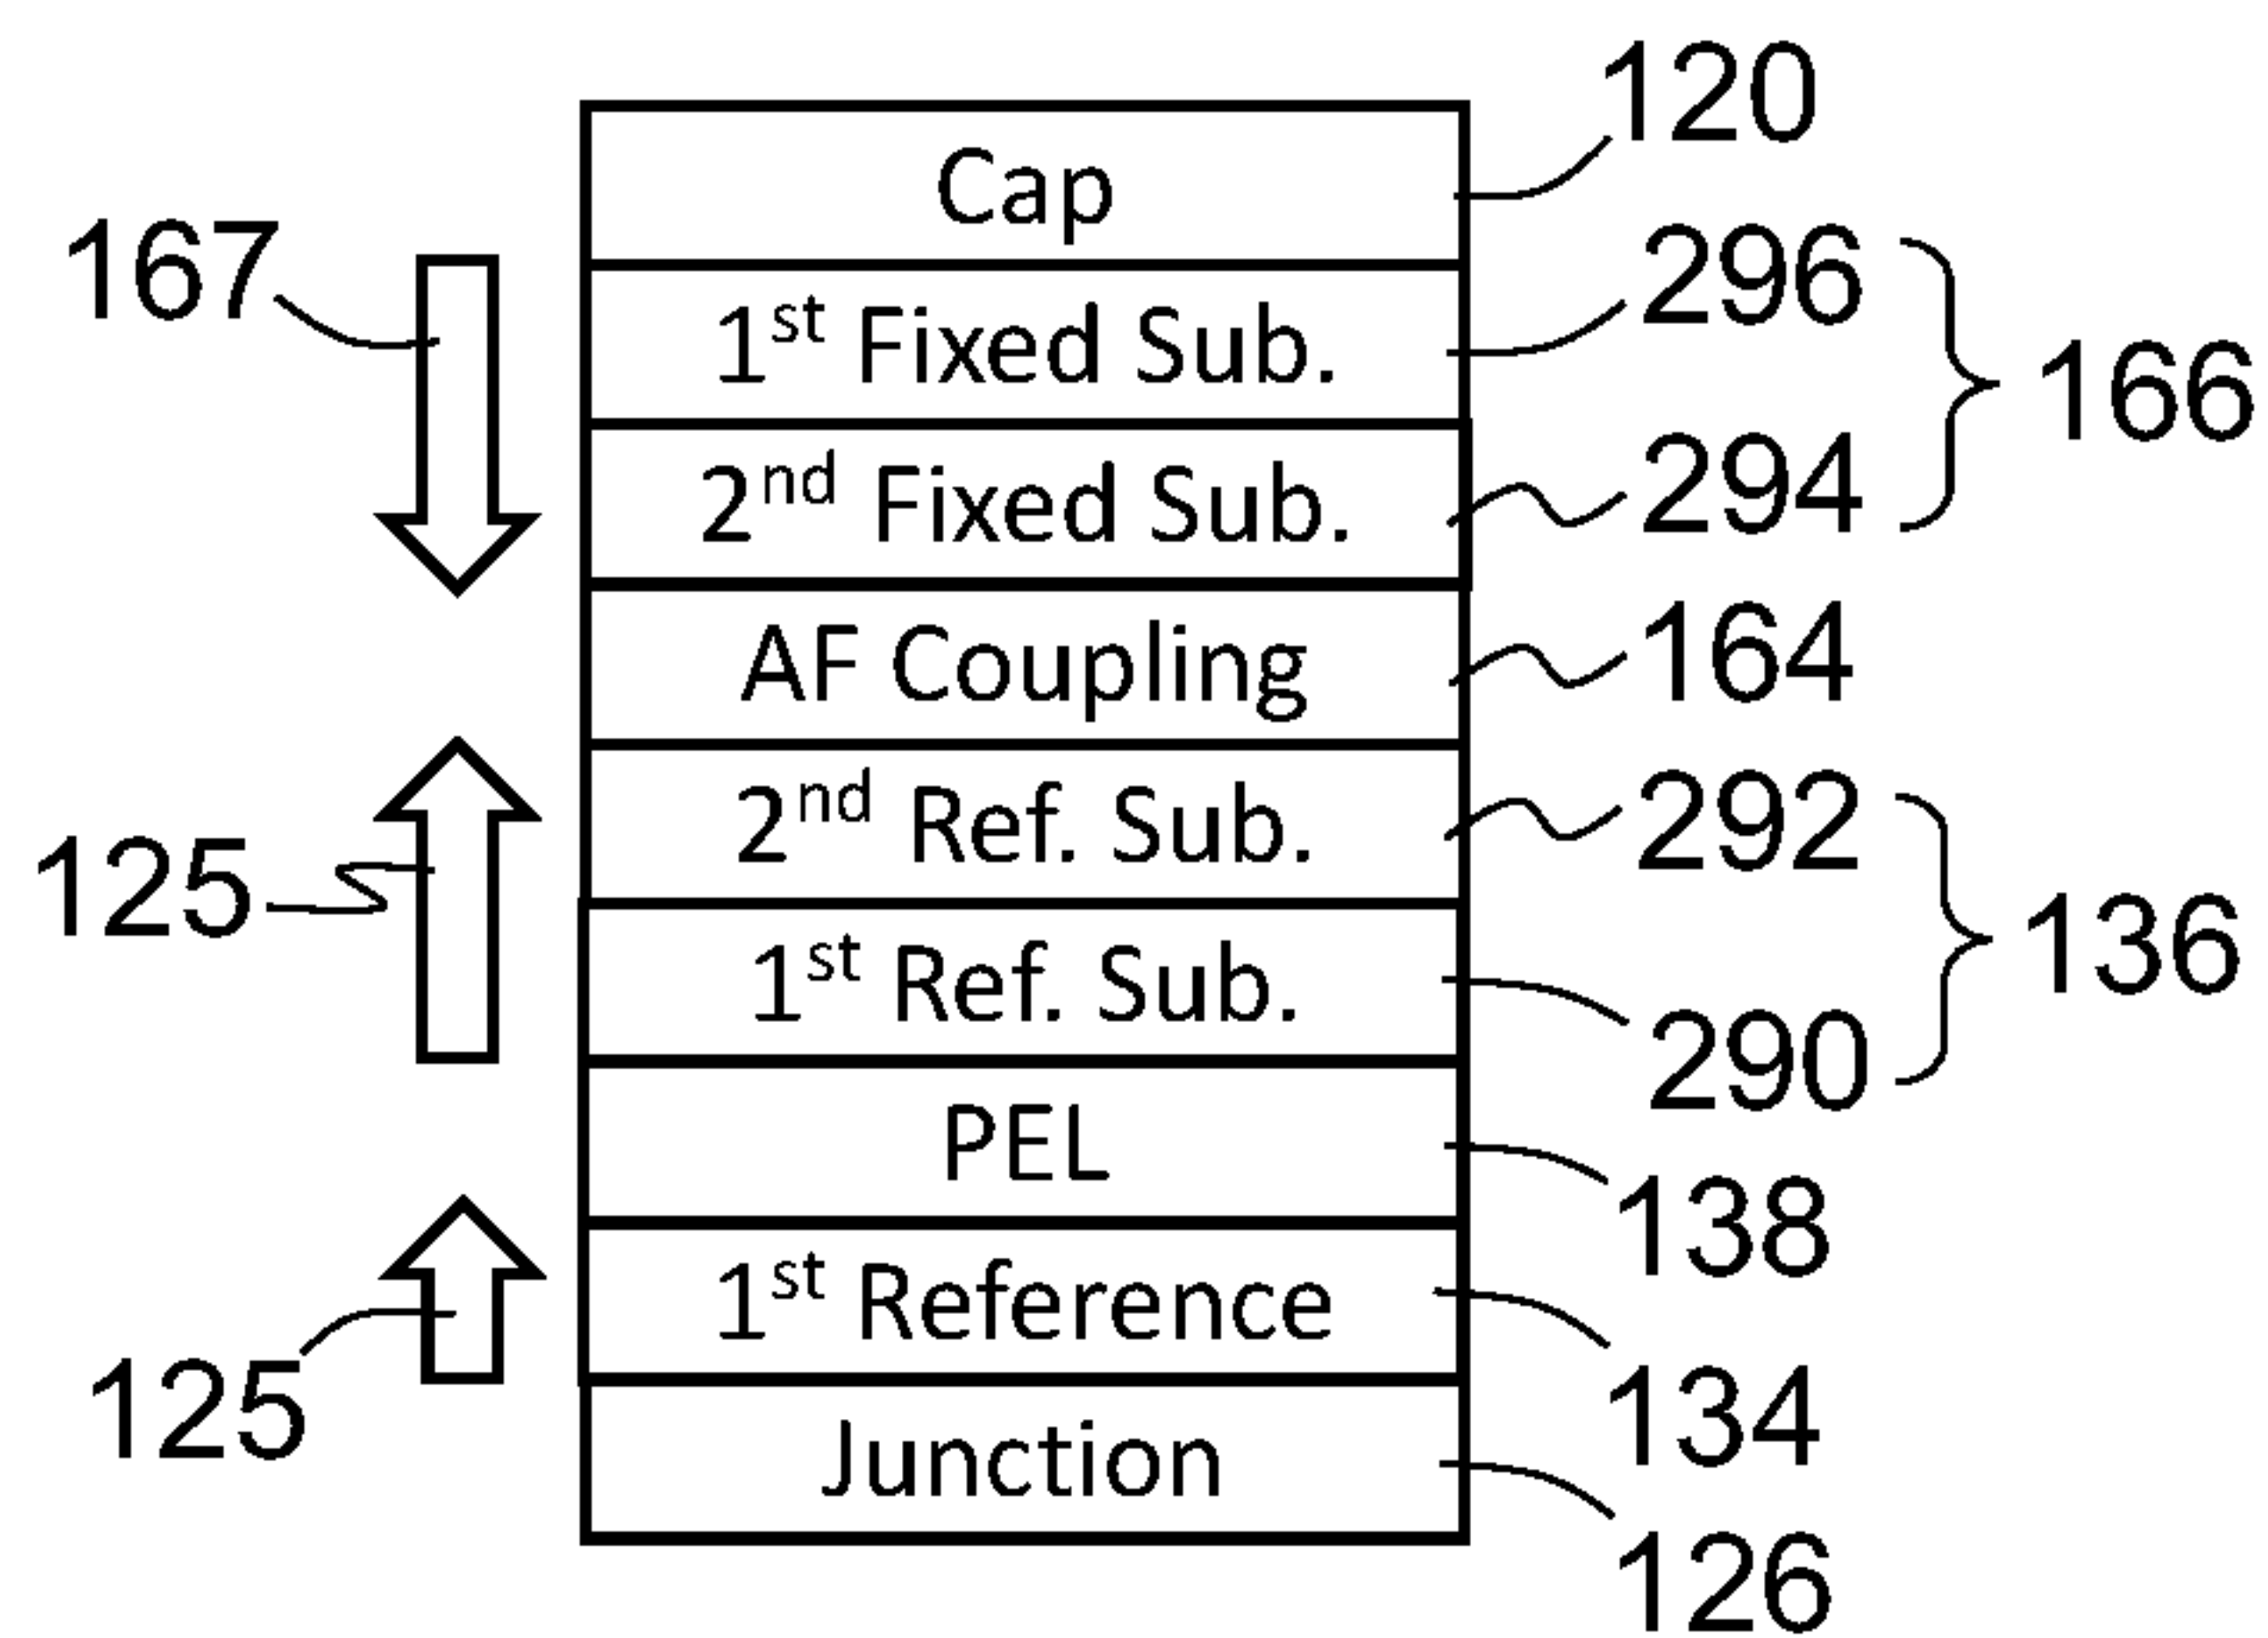 120
Cap
167
296
1st Fixed Sub.
166
294
2nd Fixed Sub.
164
AF Coupling
292
2nd Ref. Sub.
125
136
1st Ref. Sub.
290
PEL
138
1st Reference
125
134
Junction
126